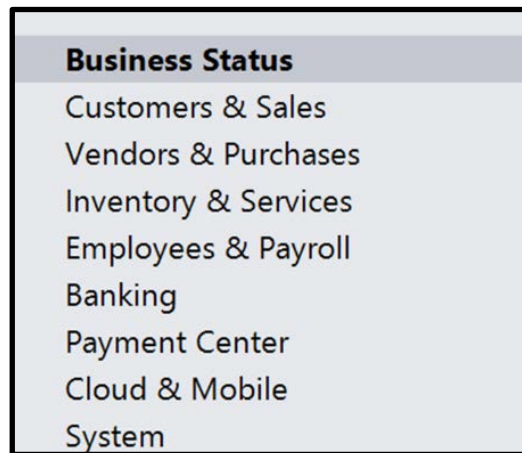 Business Status
Customers & Sales
Vendors & Purchases
Inventory & Services
Employees & Payroll
Banking
Payment Center
Cloud & Mobile
System